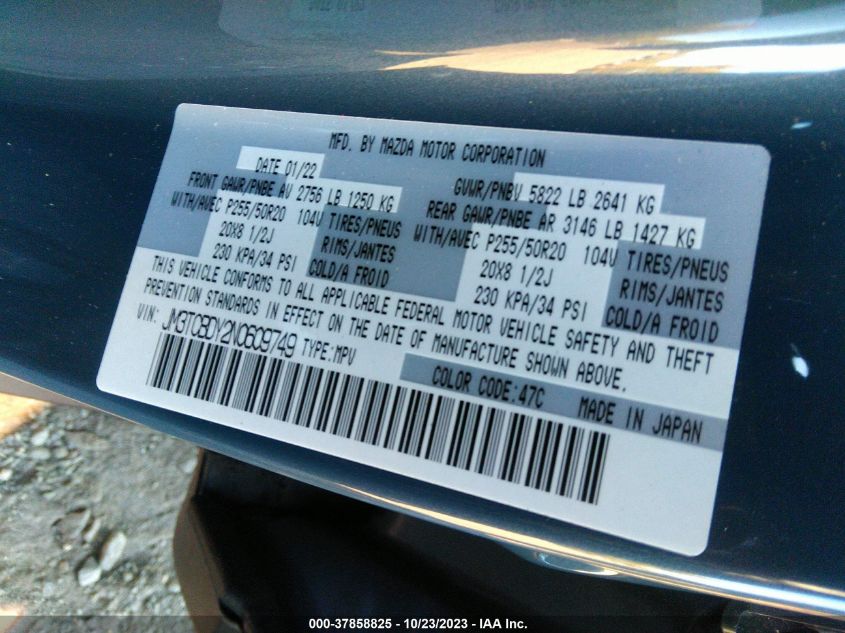 MFD. BY MAZDA MOTOR CORPORATION
DATE 01/22
GVWR/PNBV 5822 LB 2641 KG
FRONT GAWR/PNBE AV 2756 LB 1250 KG
REAR GAWR/PNBE AR 3146 LB 1427 KG
WITH/AVEC P255/50R20 104V TIRES/PNEUS
WITH/AVEC P255/50R20 104V TIRES/PNEUS
20X8 1/2J RIMS/JANTES
20X8 1/2J RIMS/JANTES
230 KPA/34 PSI COLD/A FROID
230 KPA/34 PSI COLD/A FROID
THIS VEHICLE CONFORMS TO ALL APPLICABLE FEDERAL MOTOR VEHICLE SAFETY AND THEFT
PREVENTION STANDARDS IN EFFECT ON THE DATE OF MANUFACTURE SHOWN ABOVE.
VIN: JM3TCBDY2N0609749 TYPE:MPV
COLOR CODE:47C
MADE IN JAPAN
000-37858825 - 10/23/2023 - IAA Inc.